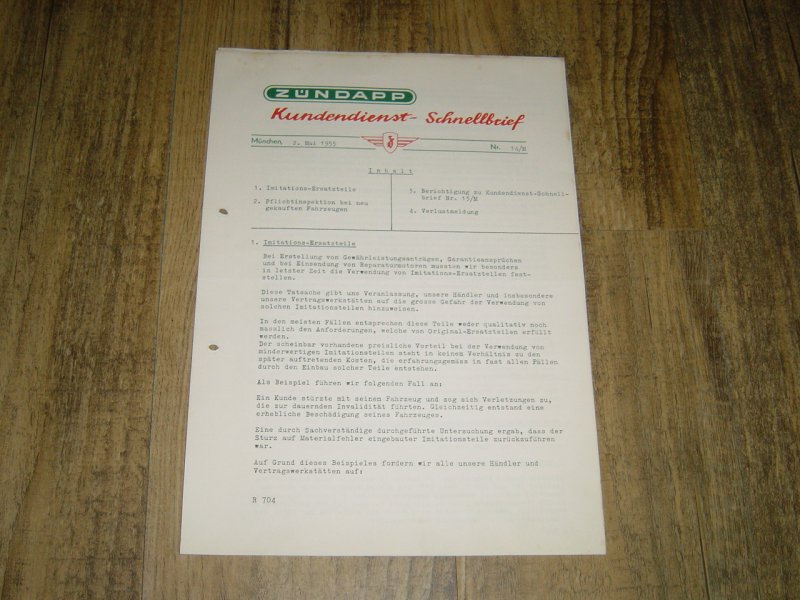 ZÜNDAPP
Kundendienst- Schnellbrief
München, 2. Mai 1955 Nr. 14/M
Inhalt
1. Imitations-Ersatzteile
2. Pflichtinspektion bei neu
gekauften Fahrzeugen
3. Berichtigung zu Kundendienst-Schnell-
brief Nr. 13/M
4. Verlustmeldung
1. Imitations-Ersatzteile
Bei Erstellung von Gewährleistungsanträgen, Garantieansprüchen
und bei Einsendung von Reparaturmotoren mussten wir besonders
in letzter Zeit die Verwendung von Imitations-Ersatzteilen fest-
stellen.
Diese Tatsache gibt uns Veranlassung, unsere Händler und insbesondere
unsere Vertragswerkstätten auf die grosse Gefahr der Verwendung von
solchen Imitationsteilen hinzuweisen.
In den meisten Fällen entsprechen diese Teile weder qualitativ noch
masslich den Anforderungen, welche von Original-Ersatzteilen erfüllt
werden.
Der scheinbar vorhandene preisliche Vorteil bei der Verwendung von
minderwertigen Imitationsteilen steht in keinem Verhältnis zu den
später auftretenden Kosten, die erfahrungsgemäss in fast allen Fällen
durch den Einbau solcher Teile entstehen.
Als Beispiel führen wir folgenden Fall an:
Ein Kunde stürzte mit seinem Fahrzeug und zog sich Verletzungen zu,
die zur dauernden Invalidität führten. Gleichzeitig entstand eine
erhebliche Beschädigung seines Fahrzeuges.
Eine durch Sachverständige durchgeführte Untersuchung ergab, dass der
Sturz auf Materialfehler eingebauter Imitationsteile zurückzuführen
war.
Auf Grund dieses Beispieles fordern wir alle unsere Händler und
Vertragswerkstätten auf:
R 704